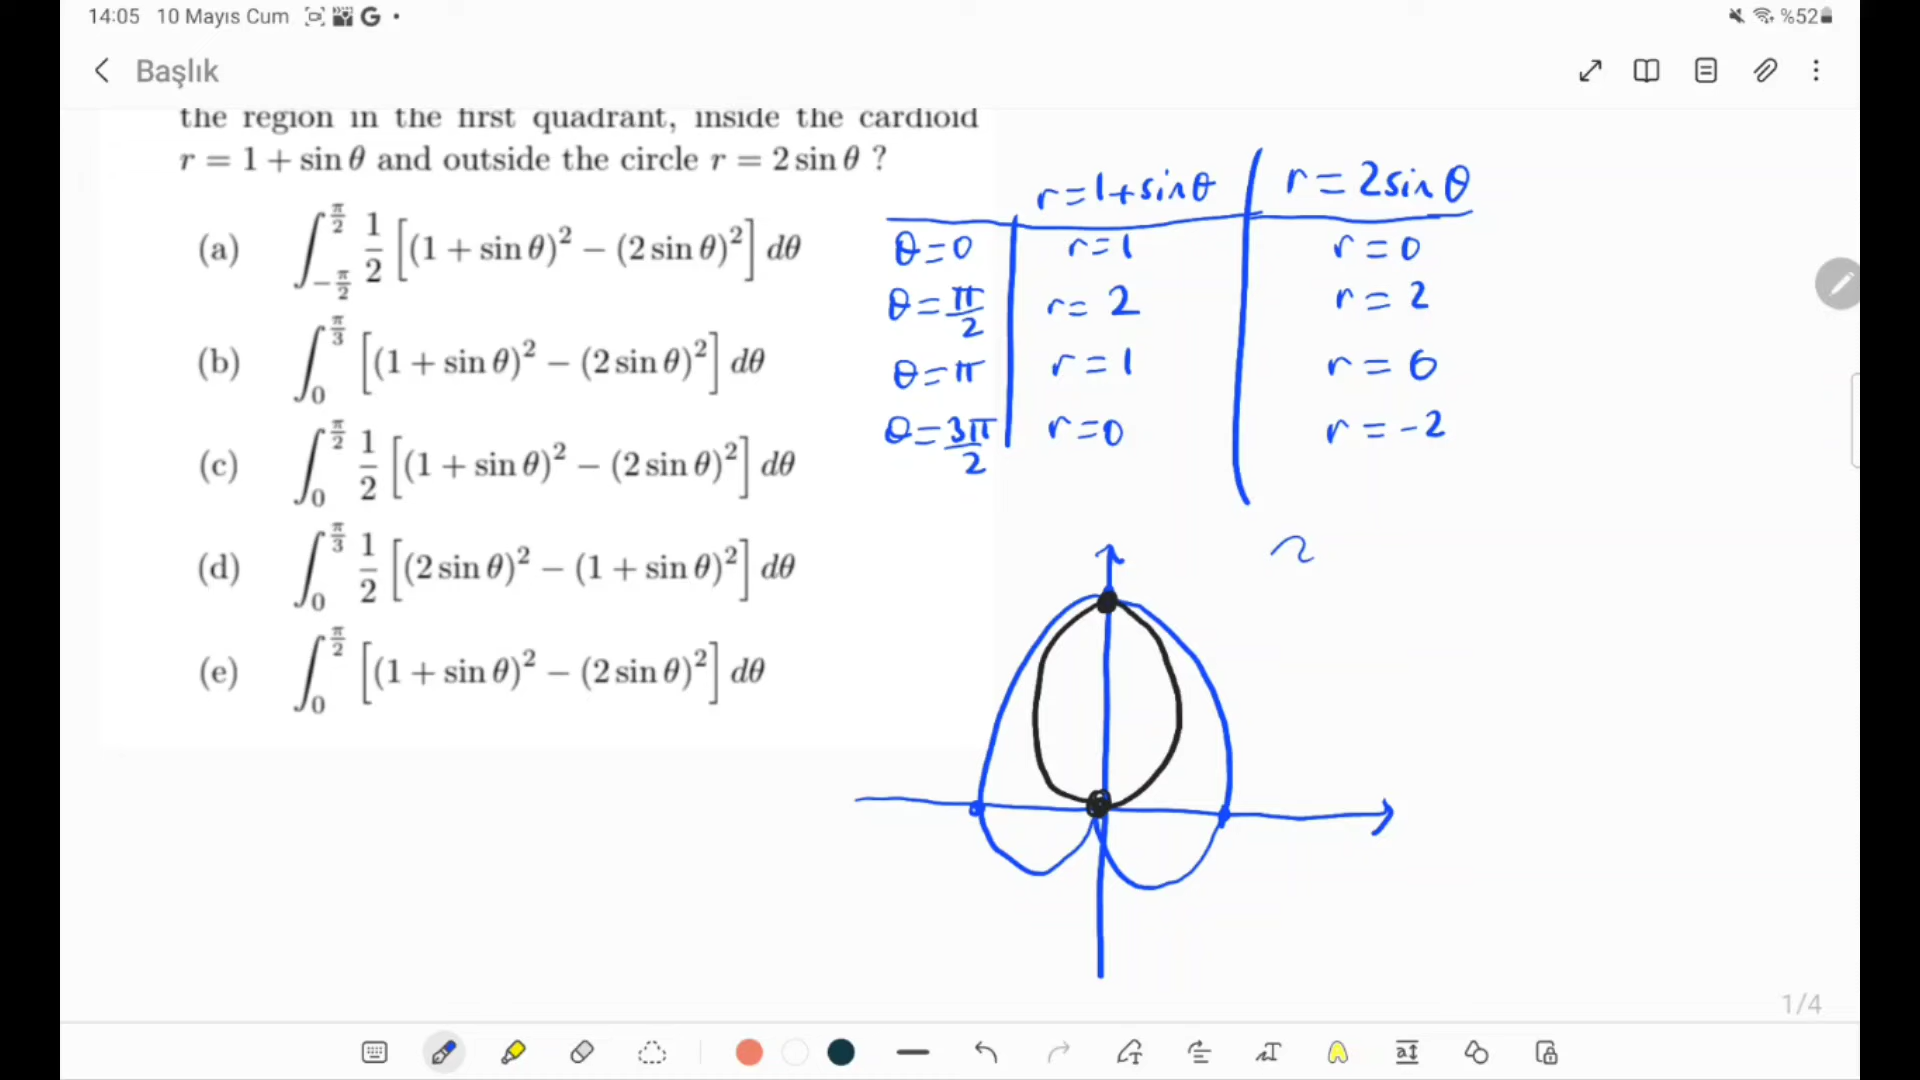 14:05 10 Mayıs Cum G •
%52
Başlık
the region in the first quadrant, inside the cardioid
r = 1 + sin θ and outside the circle r = 2 sin θ ?
(a) ∫_{-π/2}^{π/2} 1/2 [(1 + sin θ)² − (2 sin θ)²] dθ
(b) ∫_0^{π/3} [(1 + sin θ)² − (2 sin θ)²] dθ
(c) ∫_0^{π/2} 1/2 [(1 + sin θ)² − (2 sin θ)²] dθ
(d) ∫_0^{π/3} 1/2 [(2 sin θ)² − (1 + sin θ)²] dθ
(e) ∫_0^{π/2} [(1 + sin θ)² − (2 sin θ)²] dθ
r=1+sinθ r=2sinθ
θ=0 r=1 r=0
θ=π/2 r=2 r=2
θ=π r=1 r=0
θ=3π/2 r=0 r=-2
1/4